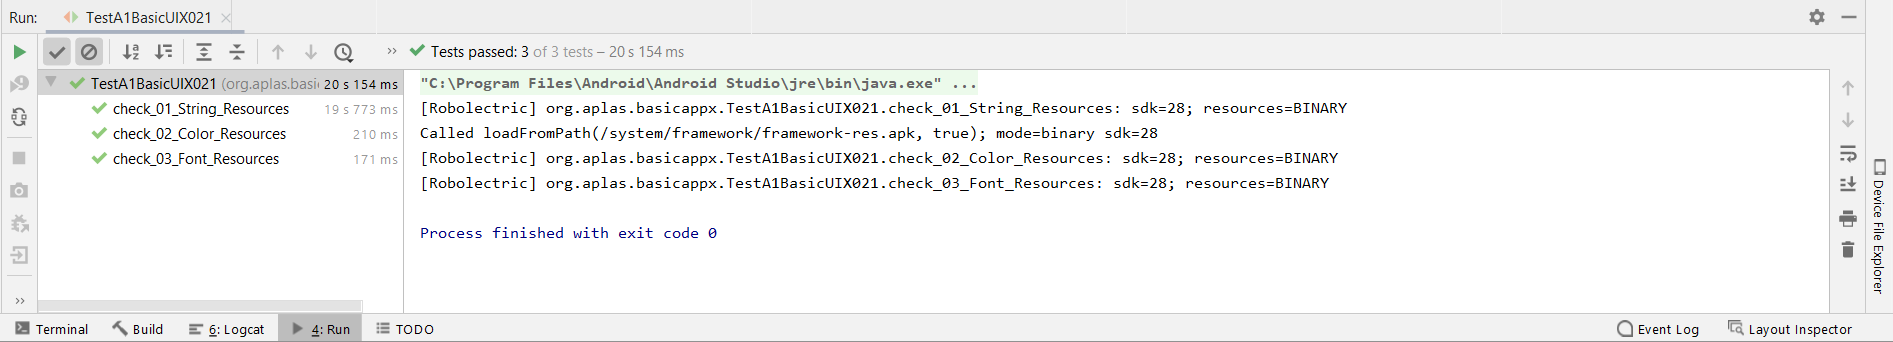 Run: TestA1BasicUIX021
Tests passed: 3 of 3 tests – 20 s 154 ms
TestA1BasicUIX021 (org.aplas.basic 20 s 154 ms
check_01_String_Resources 19 s 773 ms
check_02_Color_Resources 210 ms
check_03_Font_Resources 171 ms
"C:\Program Files\Android\Android Studio\jre\bin\java.exe" ...
[Robolectric] org.aplas.basicappx.TestA1BasicUIX021.check_01_String_Resources: sdk=28; resources=BINARY
Called loadFromPath(/system/framework/framework-res.apk, true); mode=binary sdk=28
[Robolectric] org.aplas.basicappx.TestA1BasicUIX021.check_02_Color_Resources: sdk=28; resources=BINARY
[Robolectric] org.aplas.basicappx.TestA1BasicUIX021.check_03_Font_Resources: sdk=28; resources=BINARY
Process finished with exit code 0
Device File Explorer
Terminal Build 6: Logcat 4: Run TODO Event Log Layout Inspector